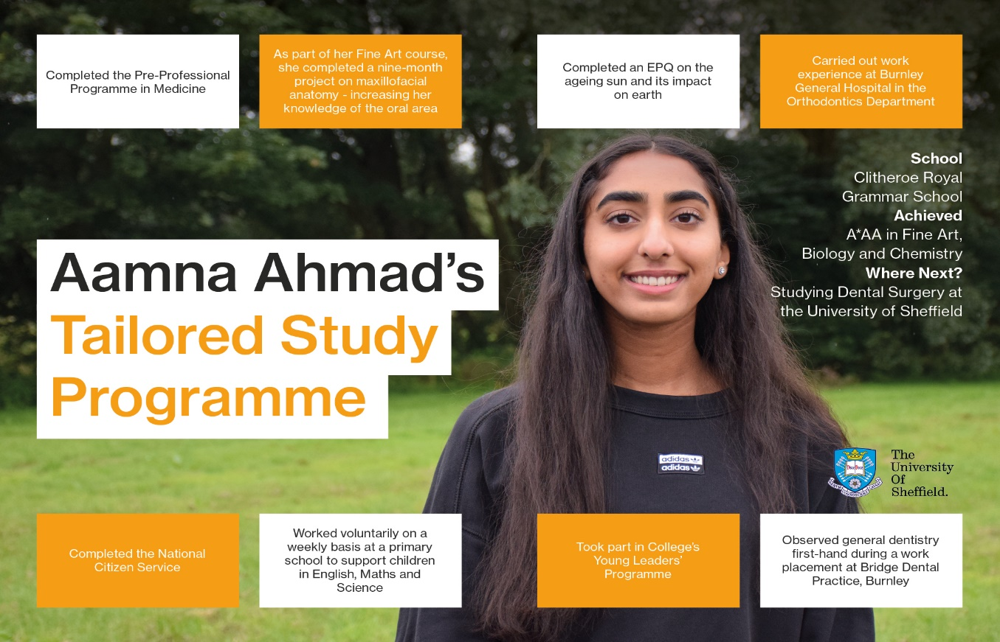 Completed the Pre-Professional
Programme in Medicine
As part of her Fine Art course,
she completed a nine-month
project on maxillofacial
anatomy - increasing her
knowledge of the oral area
Completed an EPQ on the
ageing sun and its impact
on earth
Carried out work
experience at Burnley
General Hospital in the
Orthodontics Department
School
Clitheroe Royal
Grammar School
Achieved
A*AA in Fine Art,
Biology and Chemistry
Where Next?
Studying Dental Surgery at
the University of Sheffield
Aamna Ahmad's
Tailored Study
Programme
adidas
adidas
Disce Doce
The
University
Of
Sheffield.
Completed the National
Citizen Service
Worked voluntarily on a
weekly basis at a primary
school to support children
in English, Maths and
Science
Took part in College's
Young Leaders'
Programme
Observed general dentistry
first-hand during a work
placement at Bridge Dental
Practice, Burnley